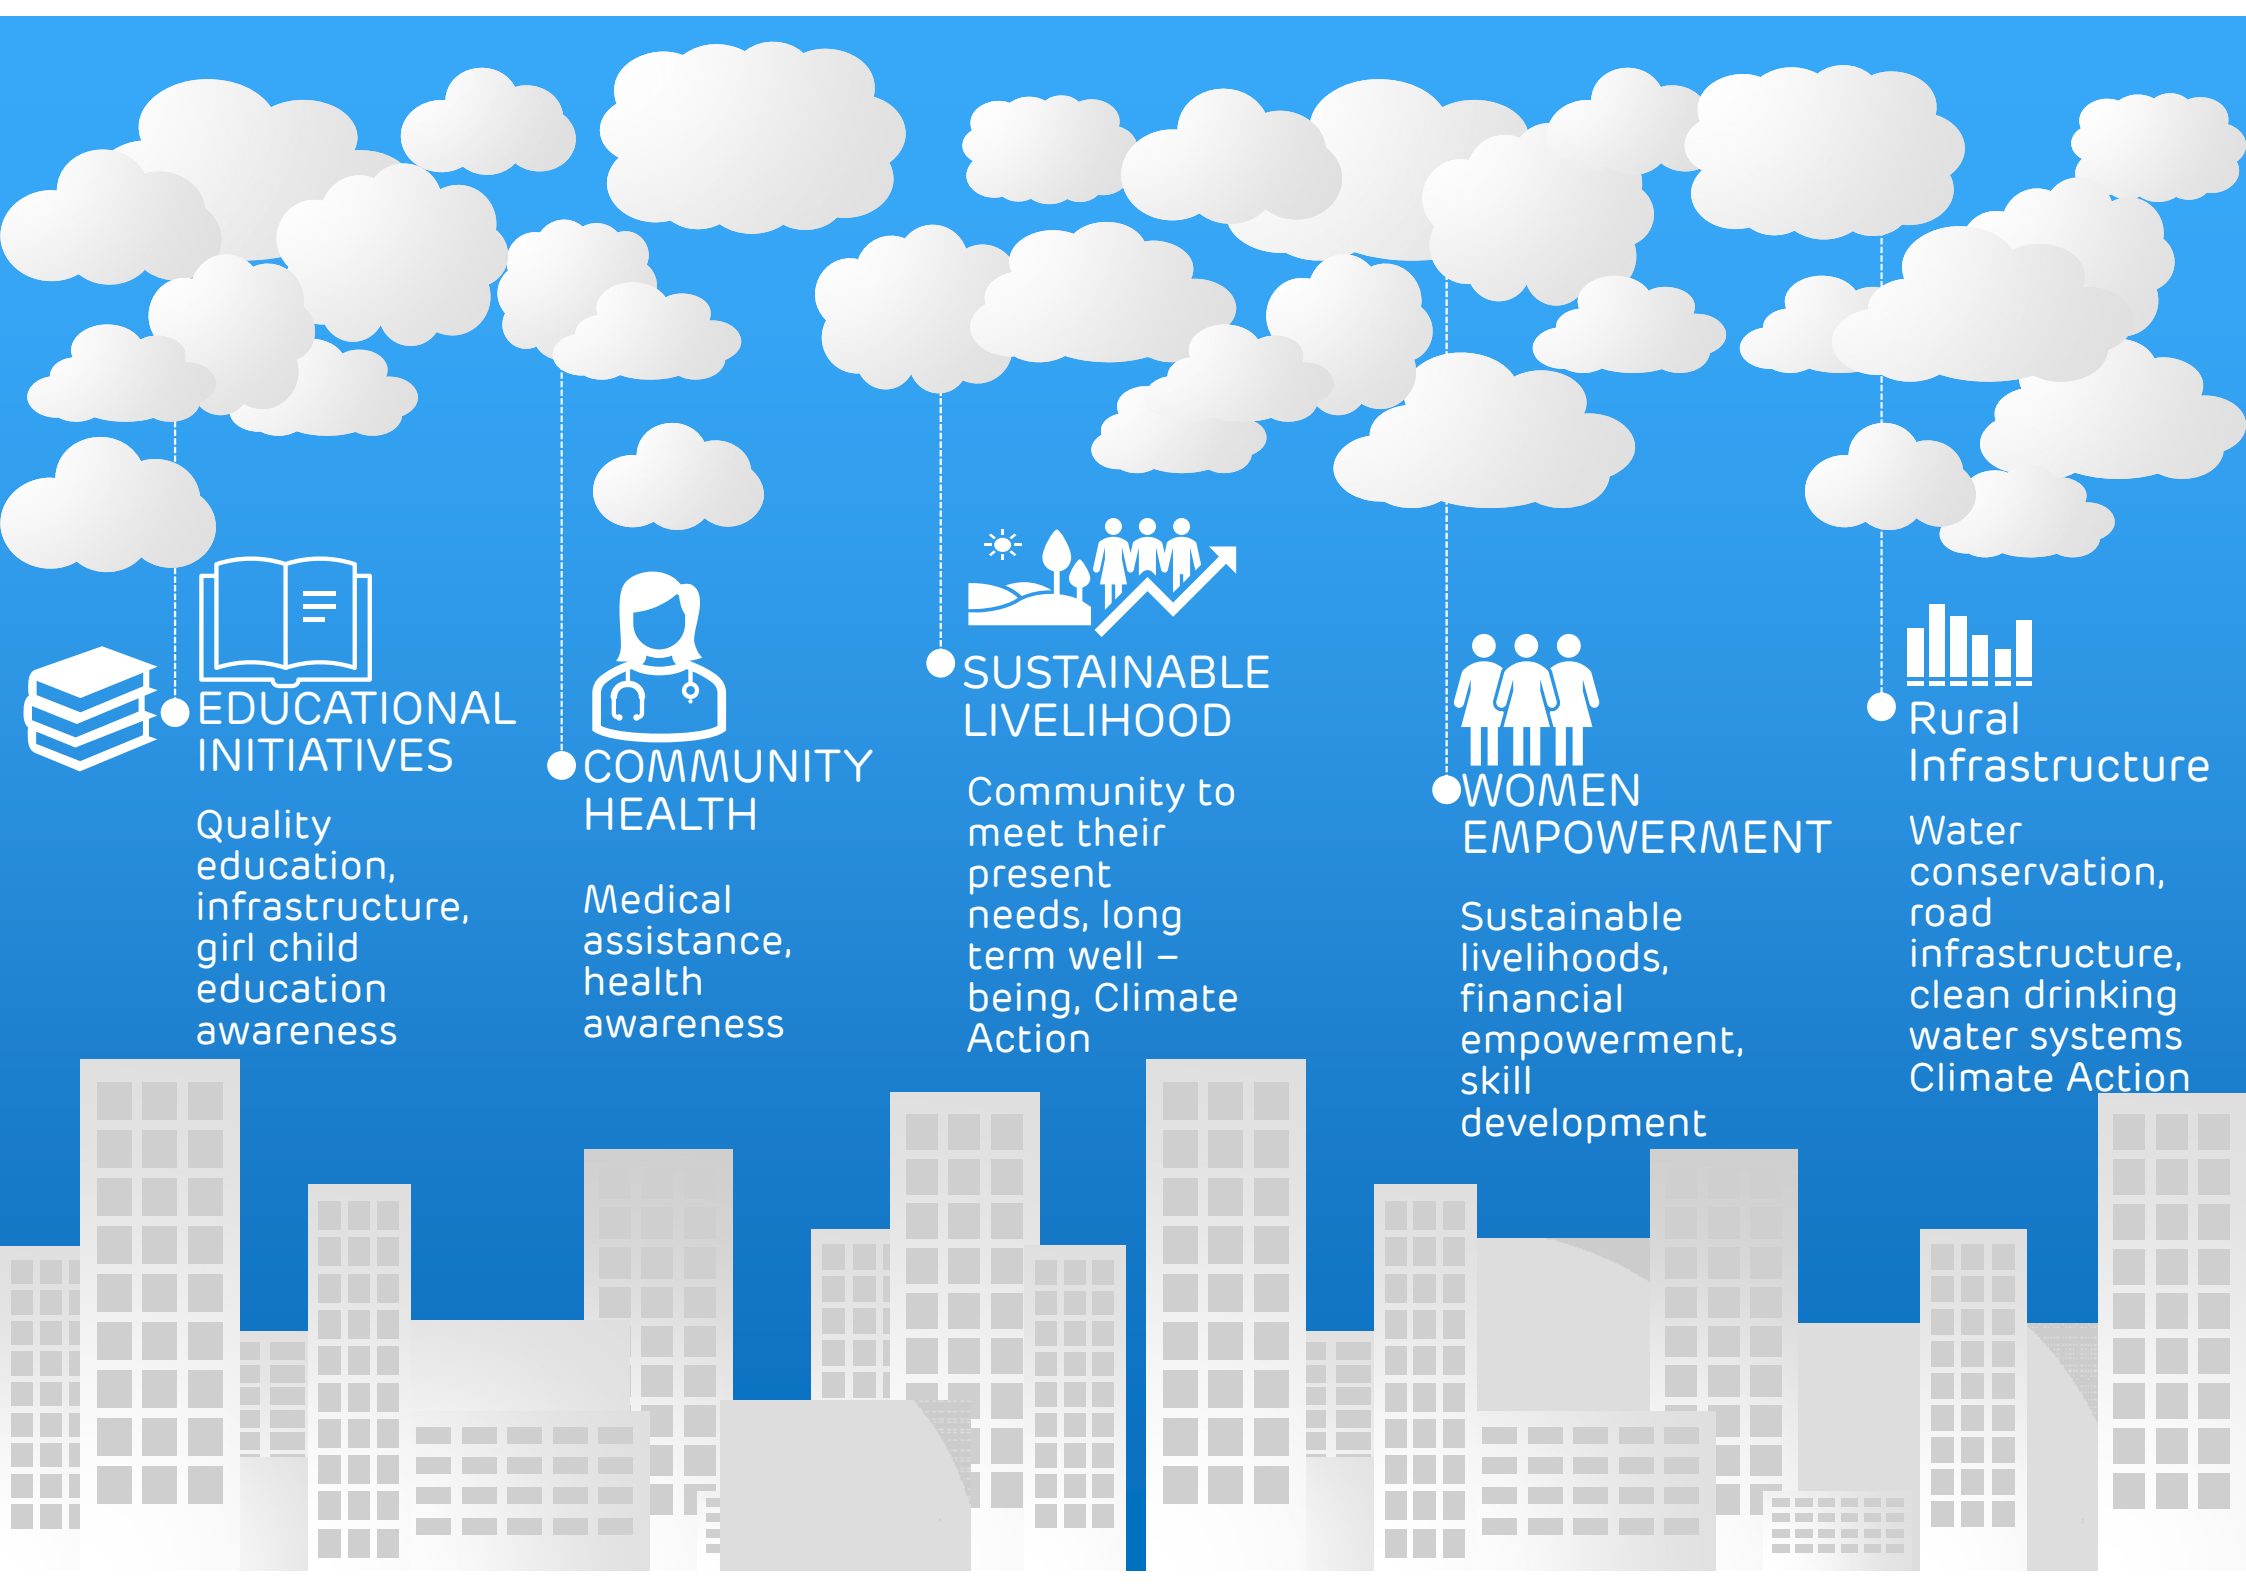 EDUCATIONAL
INITIATIVES
Quality
education,
infrastructure,
girl child
education
awareness
COMMUNITY
HEALTH
Medical
assistance,
health
awareness
SUSTAINABLE
LIVELIHOOD
Community to
meet their
present
needs, long
term well –
being, Climate
Action
WOMEN
EMPOWERMENT
Sustainable
livelihoods,
financial
empowerment,
skill
development
Rural
Infrastructure
Water
conservation,
road
infrastructure,
clean drinking
water systems
Climate Action